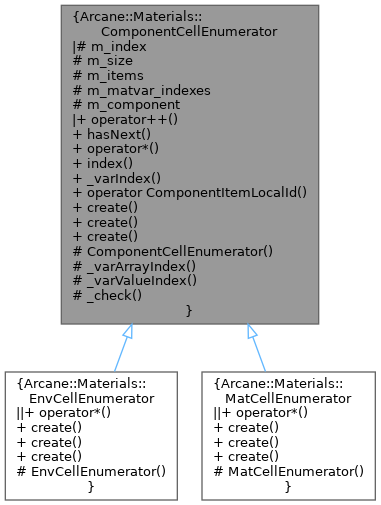 {Arcane::Materials::
ComponentCellEnumerator
|# m_index
# m_size
# m_items
# m_matvar_indexes
# m_component
|+ operator++()
+ hasNext()
+ operator*()
+ index()
+ _varIndex()
+ operator ComponentItemLocalId()
+ create()
+ create()
+ create()
# ComponentCellEnumerator()
# _varArrayIndex()
# _varValueIndex()
# _check()
}
{Arcane::Materials::
EnvCellEnumerator
||+ operator*()
+ create()
+ create()
+ create()
# EnvCellEnumerator()
}
{Arcane::Materials::
MatCellEnumerator
||+ operator*()
+ create()
+ create()
+ create()
# MatCellEnumerator()
}